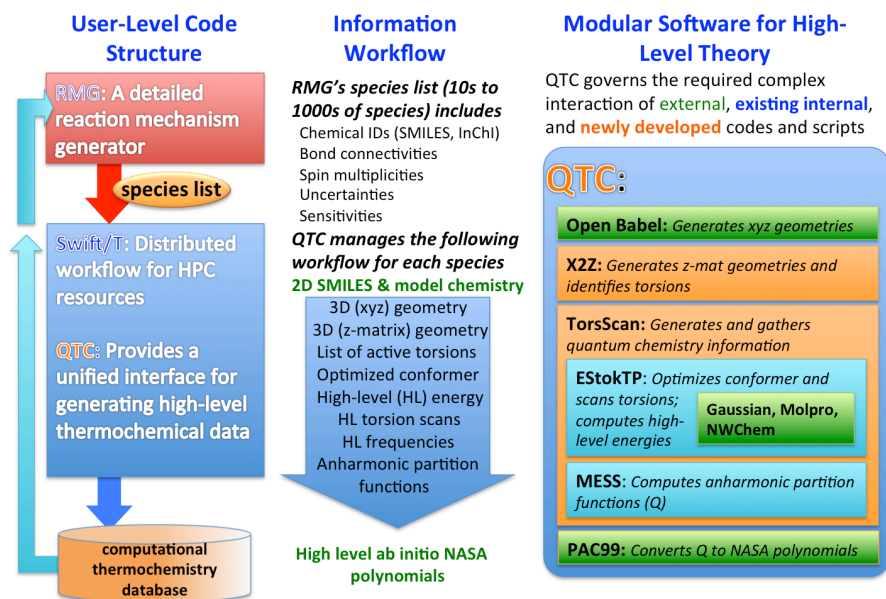 User-Level Code
Structure
RMG: A detailed
reaction mechanism
generator
species list
Swift/T: Distributed
workflow for HPC
resources
QTC: Provides a
unified interface for
generating high-level
thermochemical data
computational
thermochemistry
database
Information
Workflow
RMG's species list (10s to
1000s of species) includes
Chemical IDs (SMILES, InChI)
Bond connectivities
Spin multiplicities
Uncertainties
Sensitivities
QTC manages the following
workflow for each species
2D SMILES & model chemistry
3D (xyz) geometry
3D (z-matrix) geometry
List of active torsions
Optimized conformer
High-level (HL) energy
HL torsion scans
HL frequencies
Anharmonic partition
functions
High level ab initio NASA
polynomials
Modular Software for High-
Level Theory
QTC governs the required complex
interaction of external, existing internal,
and newly developed codes and scripts
QTC:
Open Babel: Generates xyz geometries
X2Z: Generates z-mat geometries and
identifies torsions
TorsScan: Generates and gathers
quantum chemistry information
EStokTP: Optimizes conformer and
scans torsions;
computes high-
level energies
Gaussian, Molpro,
NWChem
MESS: Computes anharmonic partition
functions (Q)
PAC99: Converts Q to NASA polynomials